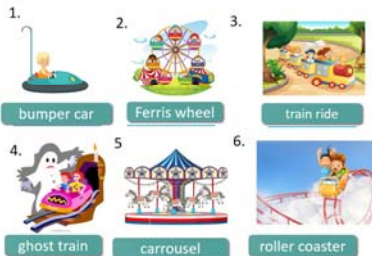 1.
bumper car
2.
Ferris wheel
3.
train ride
4.
ghost train
5
carrousel
6.
roller coaster